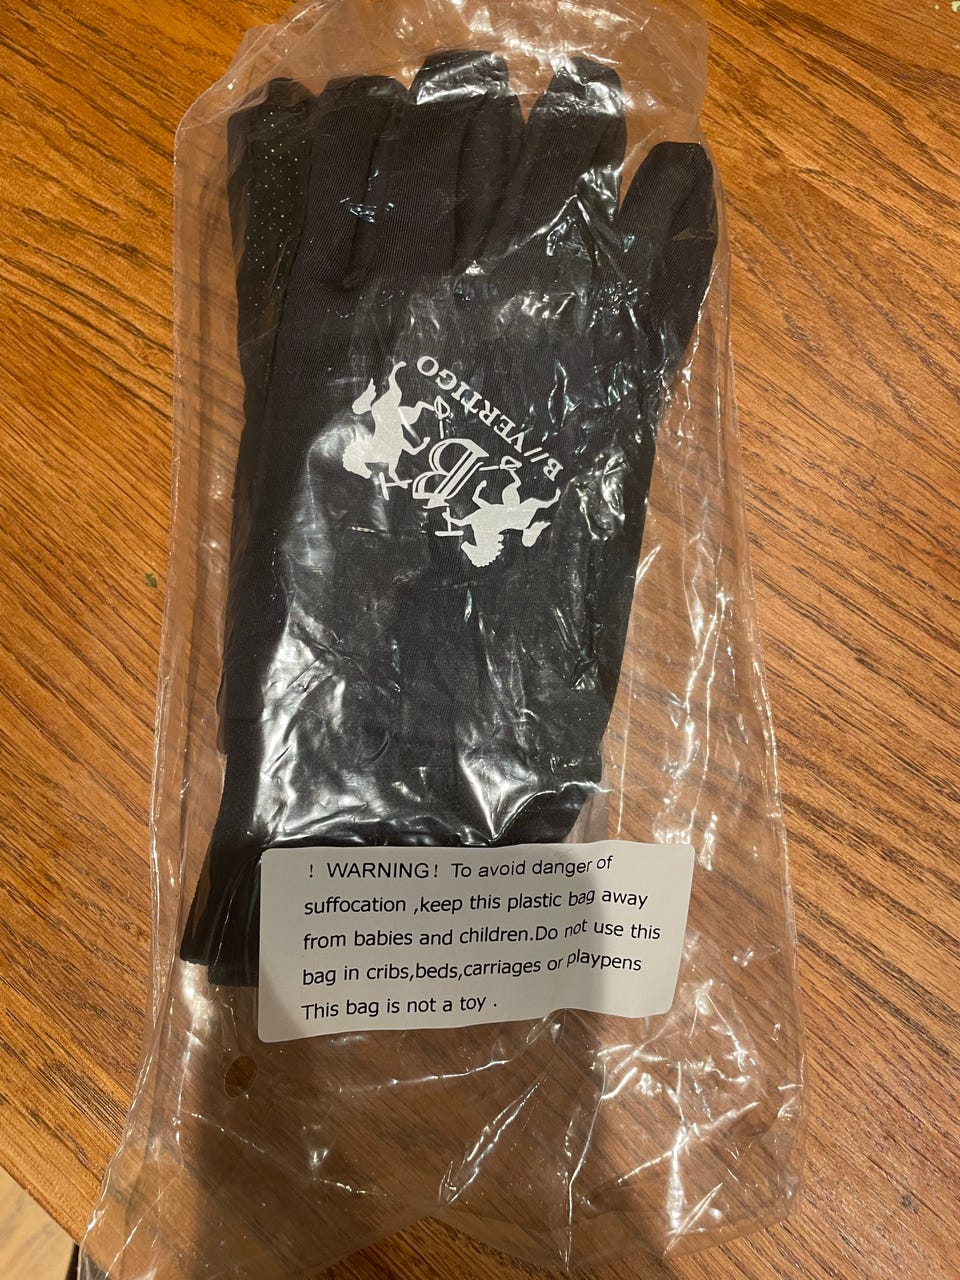 B//VERTIGO
B
! WARNING! To avoid danger of
suffocation ,keep this plastic bag away
from babies and children.Do not use this
bag in cribs,beds,carriages or playpens
This bag is not a toy .